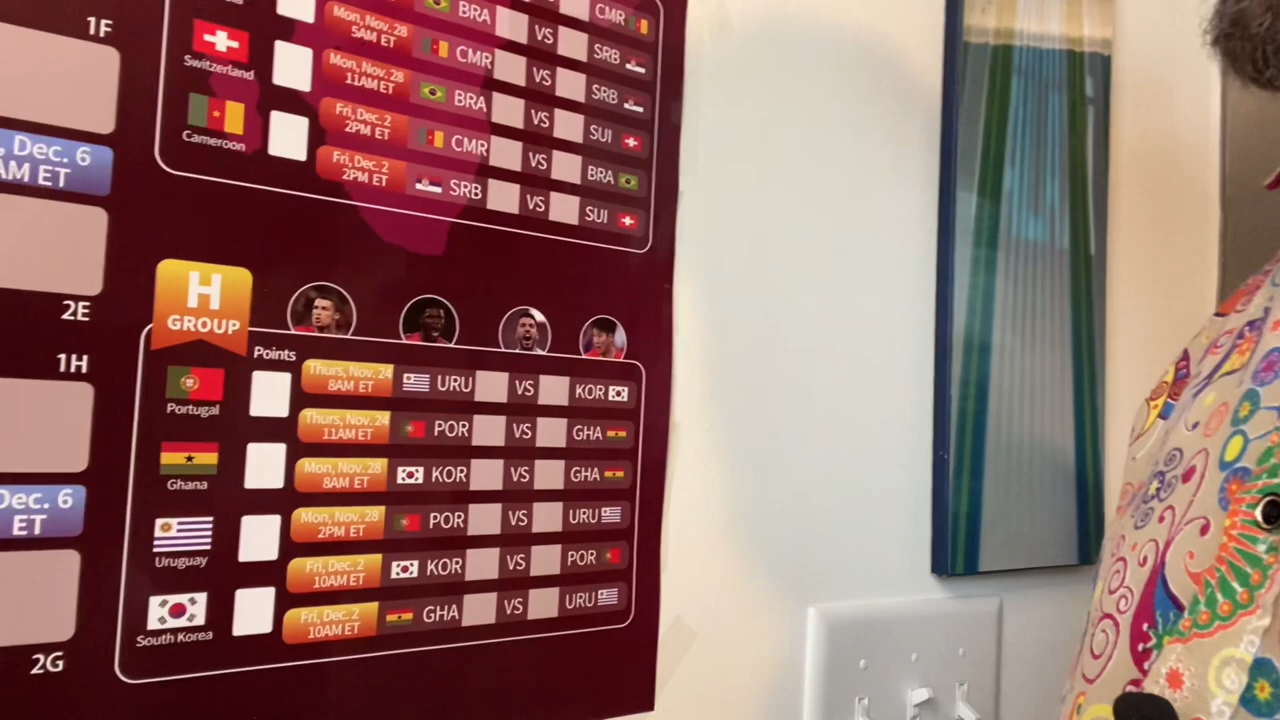 1F
, Dec. 6
AM ET
2E
1H
Dec. 6
ET
2G
Switzerland
Cameroon
BRA VS CMR
Mon, Nov. 28
5AM ET
CMR VS SRB
Mon, Nov. 28
11AM ET
BRA VS SUI
Fri, Dec. 2
2PM ET
CMR VS BRA
Fri, Dec. 2
2PM ET
SRB VS SUI
H
GROUP
Points
Portugal
Ghana
Uruguay
South Korea
Thurs, Nov. 24
8AM ET
URU VS KOR
Thurs, Nov. 24
11AM ET
POR VS GHA
Mon, Nov. 28
8AM ET
KOR VS GHA
Mon, Nov. 28
2PM ET
POR VS URU
Fri, Dec. 2
10AM ET
KOR VS POR
Fri, Dec. 2
10AM ET
GHA VS URU